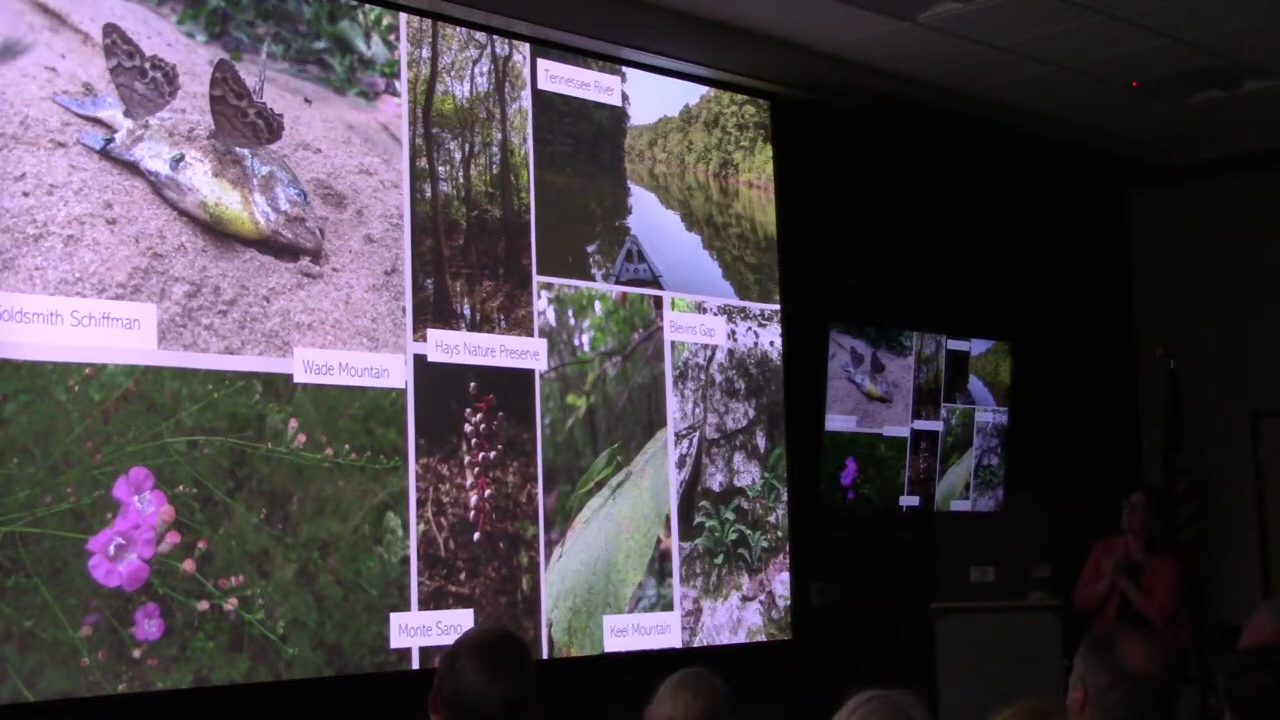 Tennessee River
oldsmith Schiffman
Wade Mountain
Hays Nature Preserve
Blevins Gap
Monte Sano
Keel Mountain